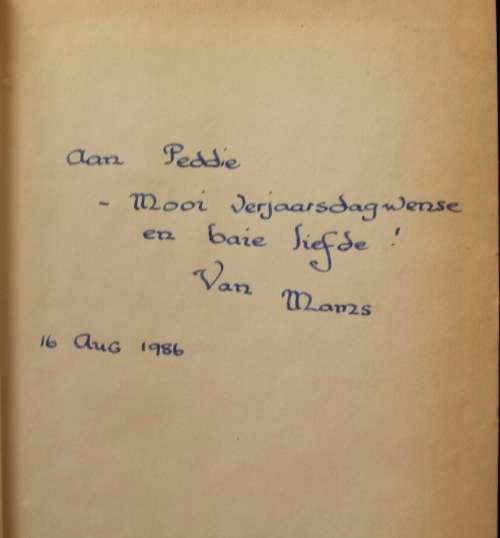 Aan Peddie
- Mooi verjaarsdagwense
en baie liefde!
Van Mams
16 Aug 1986